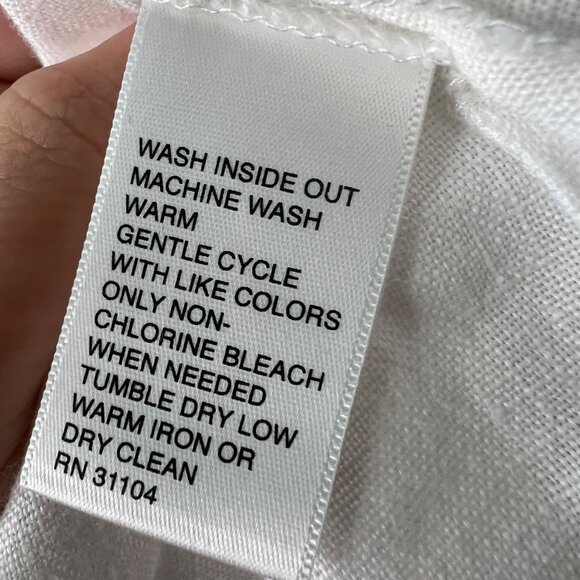 WASH INSIDE OUT
MACHINE WASH
WARM
GENTLE CYCLE
WITH LIKE COLORS
ONLY NON-
CHLORINE BLEACH
WHEN NEEDED
TUMBLE DRY LOW
WARM IRON OR
DRY CLEAN
RN 31104